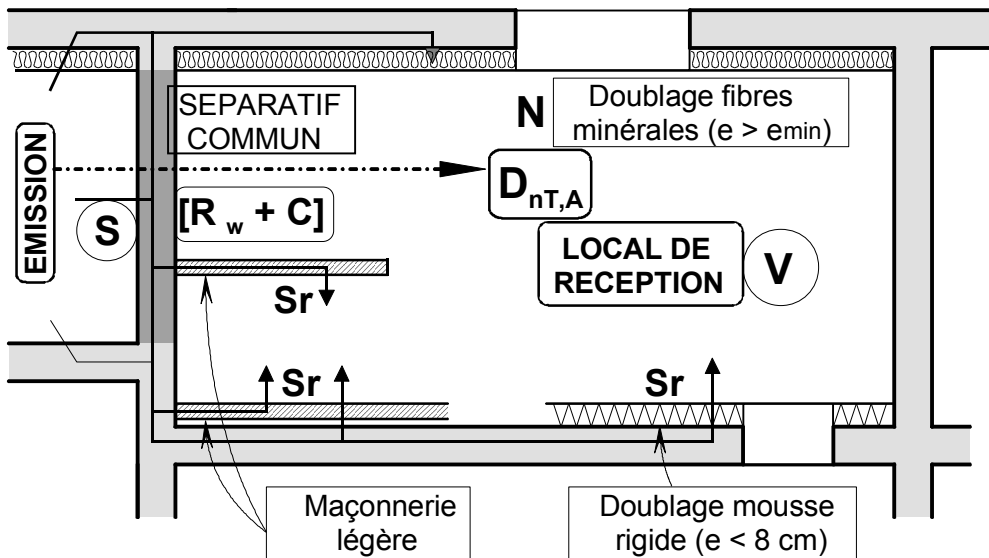 SEPARATIF
COMMUN
N
Doublage fibres
minérales (e > emin)
EMISSION
DnT,A
S
[R w + C]
LOCAL DE
RECEPTION
V
Sr
Sr
Sr
Maçonnerie
légère
Doublage mousse
rigide (e < 8 cm)